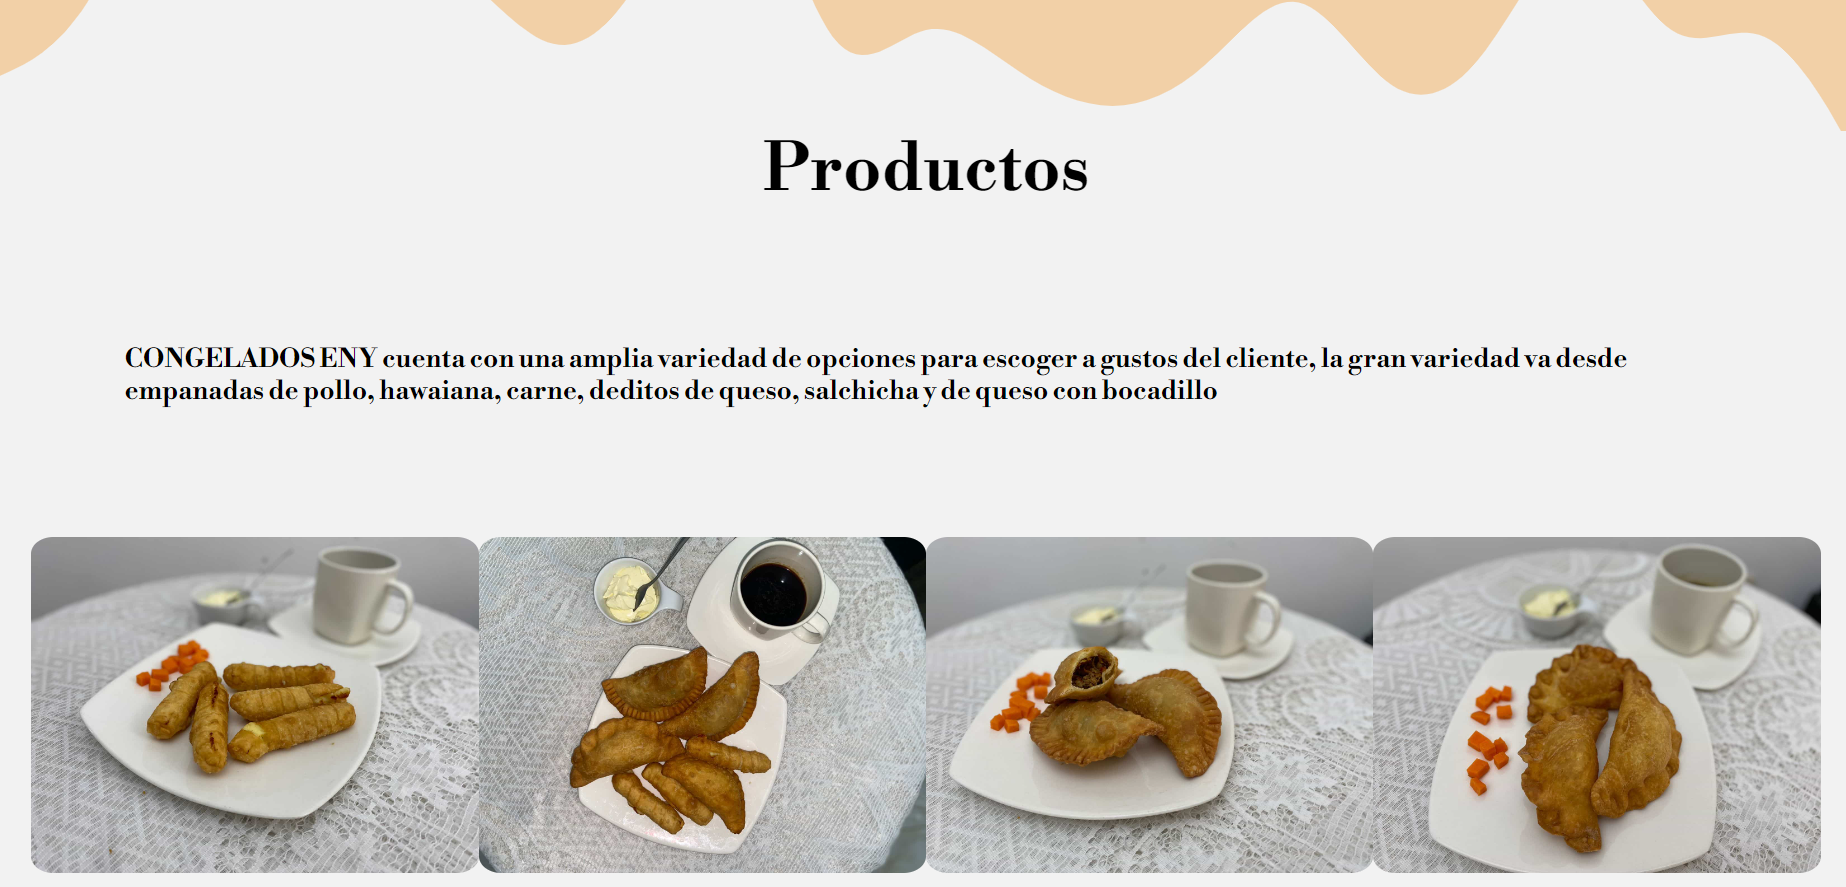 Productos
CONGELADOS ENY cuenta con una amplia variedad de opciones para escoger a gustos del cliente, la gran variedad va desde
empanadas de pollo, hawaiana, carne, deditos de queso, salchicha y de queso con bocadillo